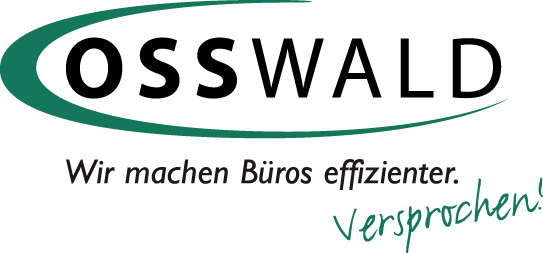 OSSWALD
Wir machen Büros effizienter.
Versprochen!